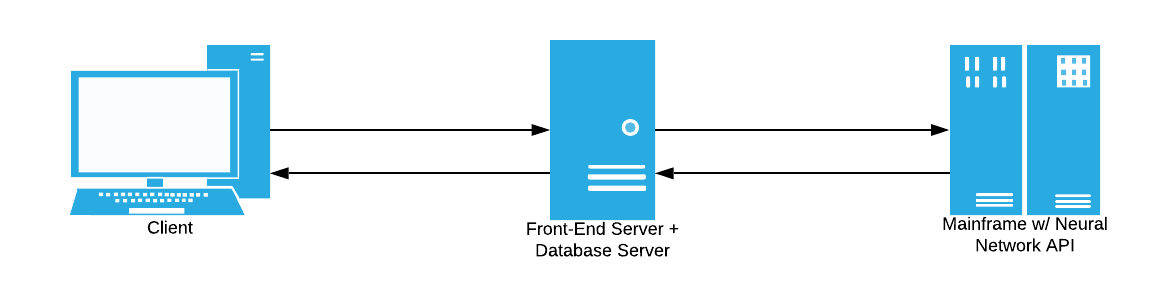 Client
Front-End Server +
Database Server
Mainframe w/ Neural
Network API